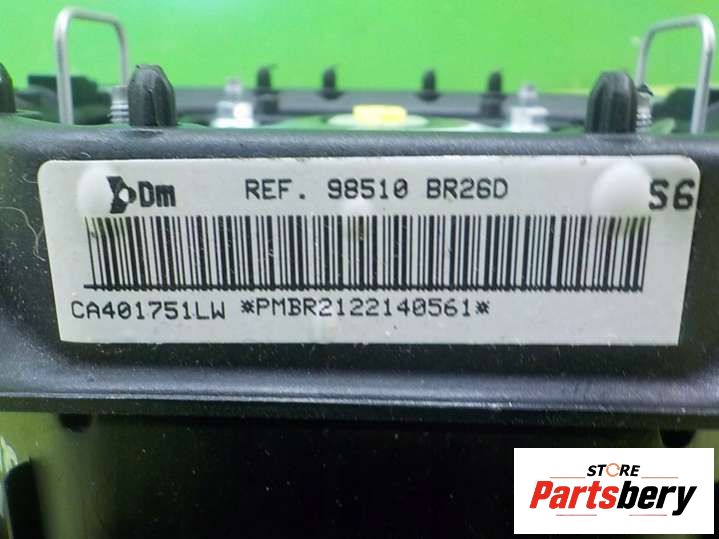 Dm REF. 98510 BR26D S6
CA401751LW *PMBR2122140561*
STORE
Partsbery